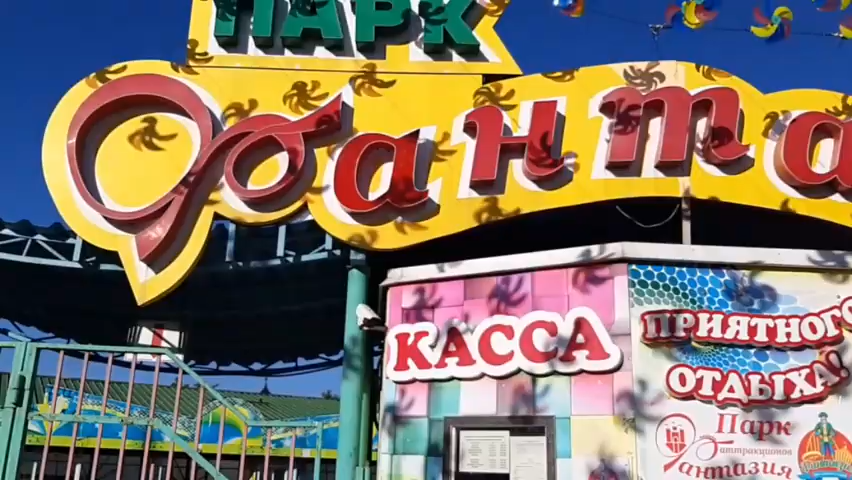 ПАРК
Фанта
КАССА
ПРИЯТНОГО
ОТДЫХА
Парк
аттракционов
Фантазия